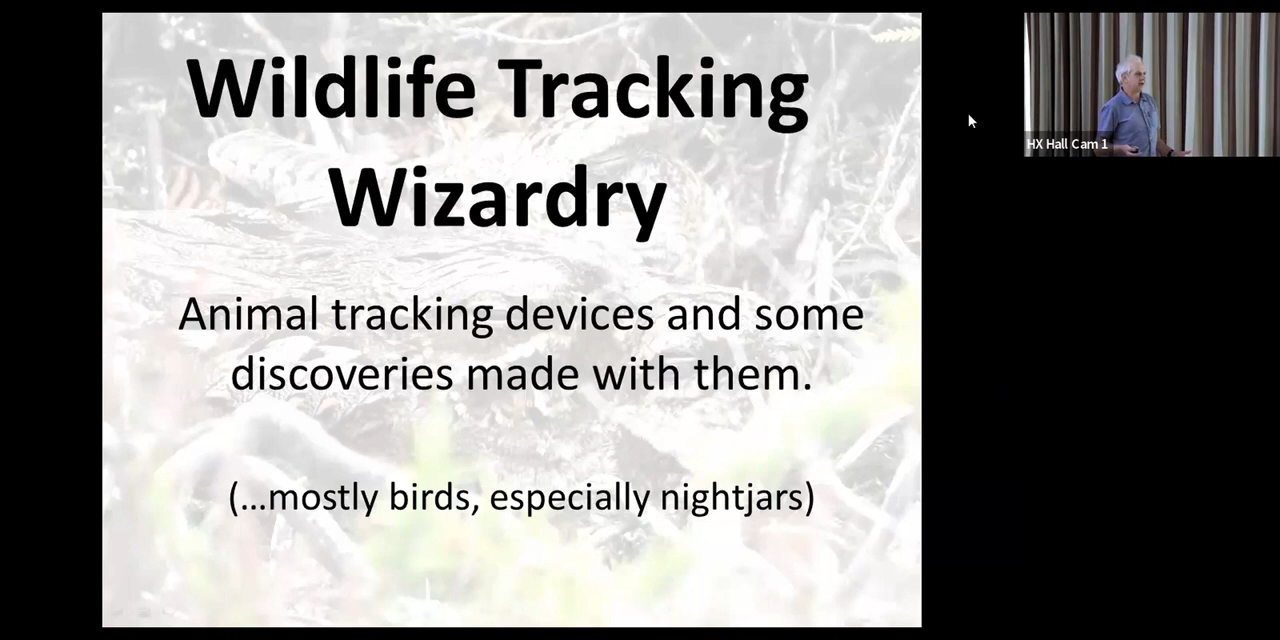 Wildlife Tracking
Wizardry
Animal tracking devices and some
discoveries made with them.
(...mostly birds, especially nightjars)
HX Hall Cam 1